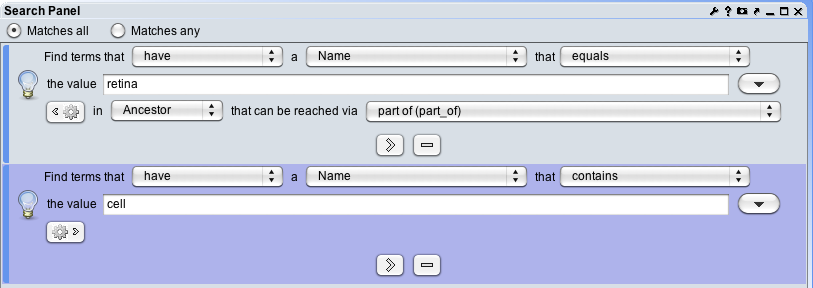 Search Panel
Matches all Matches any
Find terms that have a Name that equals
the value retina
in Ancestor that can be reached via part of (part_of)
Find terms that have a Name that contains
the value cell